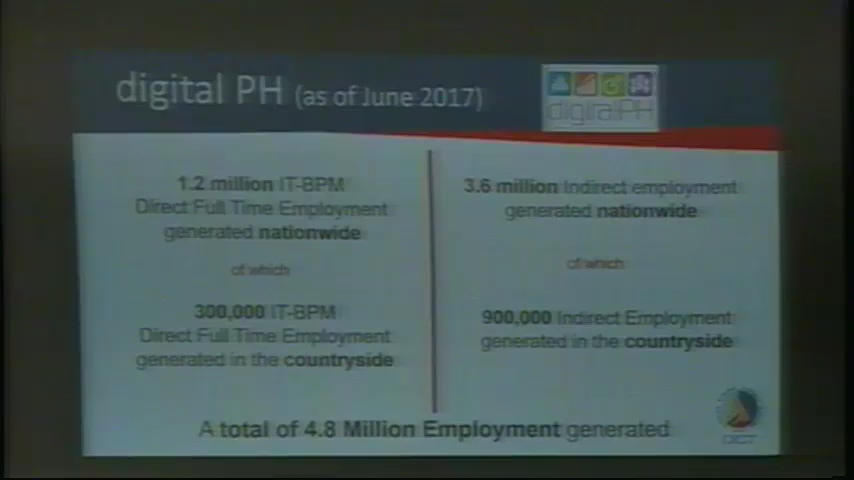 digital PH (as of June 2017)
digitalPH
1.2 million IT-BPM
Direct Full Time Employment
generated nationwide
of which
300,000 IT-BPM
Direct Full Time Employment
generated in the countryside
3.6 million Indirect employment
generated nationwide
of which
900,000 Indirect Employment
generated in the countryside
A total of 4.8 Million Employment generated
DICT